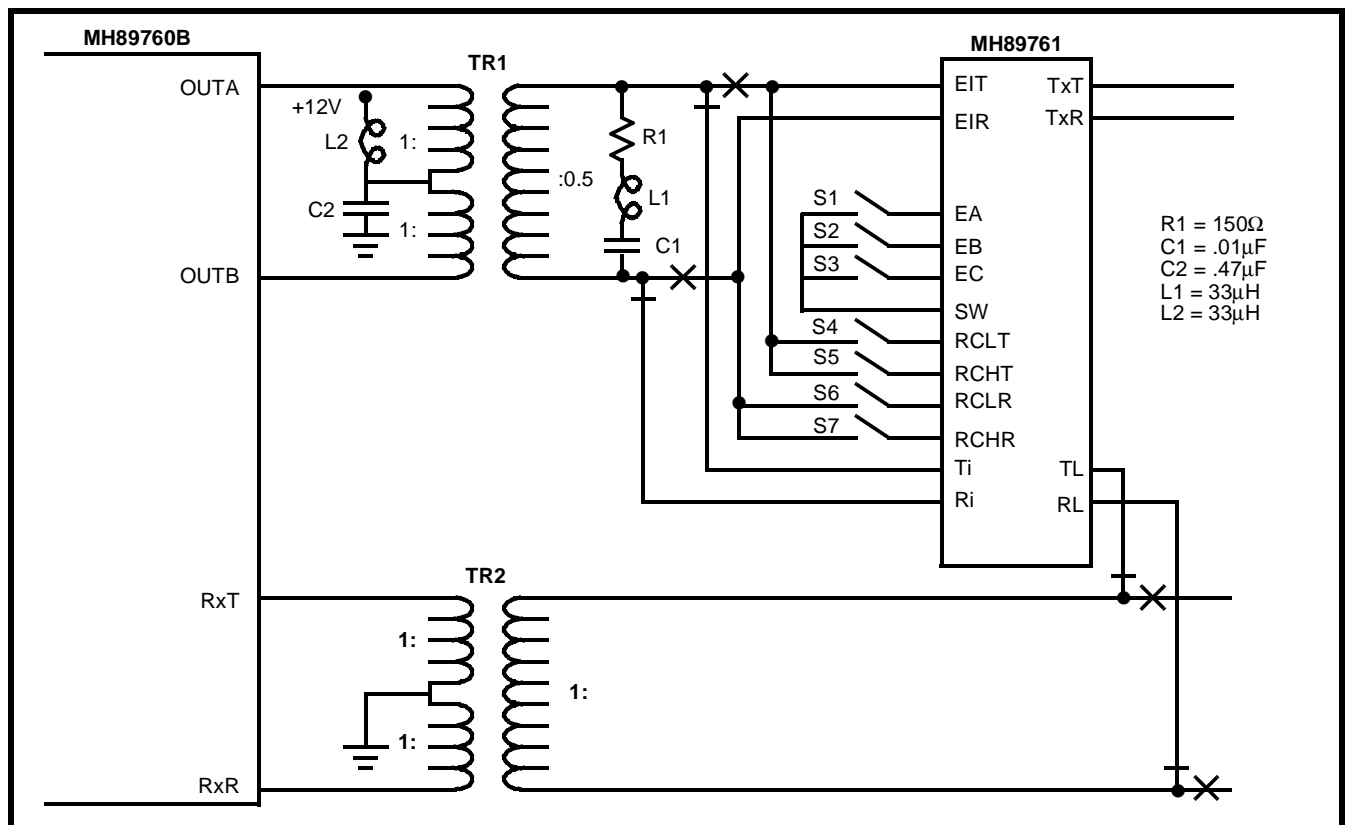 MH89760B
MH89761
TR1
OUTA
+12V
L2
1:
C2
1:
OUTB
:0.5
R1
L1
C1
EIT
TxT
EIR
TxR
S1
EA
S2
EB
S3
EC
SW
S4
RCLT
S5
RCHT
S6
RCLR
S7
RCHR
Ti
TL
Ri
RL
R1 = 150Ω
C1 = .01μF
C2 = .47μF
L1 = 33μH
L2 = 33μH
TR2
RxT
1:
1:
1:
RxR